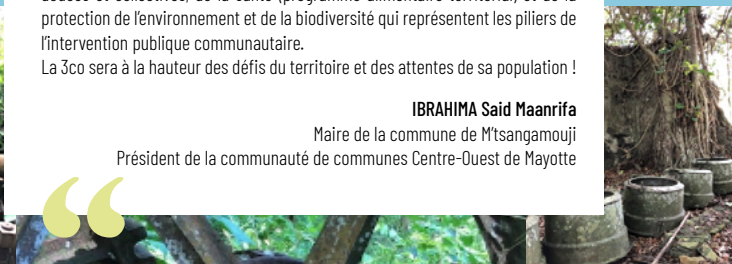 protection de l'environnement et de la biodiversité qui représentent les piliers de
l'intervention publique communautaire.
La 3co sera à la hauteur des défis du territoire et des attentes de sa population !
IBRAHIMA Said Maanrifa
Maire de la commune de M'tsangamouji
Président de la communauté de communes Centre-Ouest de Mayotte